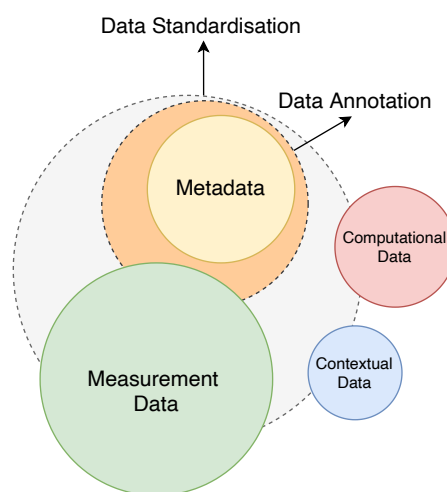 Data Standardisation
Data Annotation
Metadata
Computational
Data
Contextual
Data
Measurement
Data